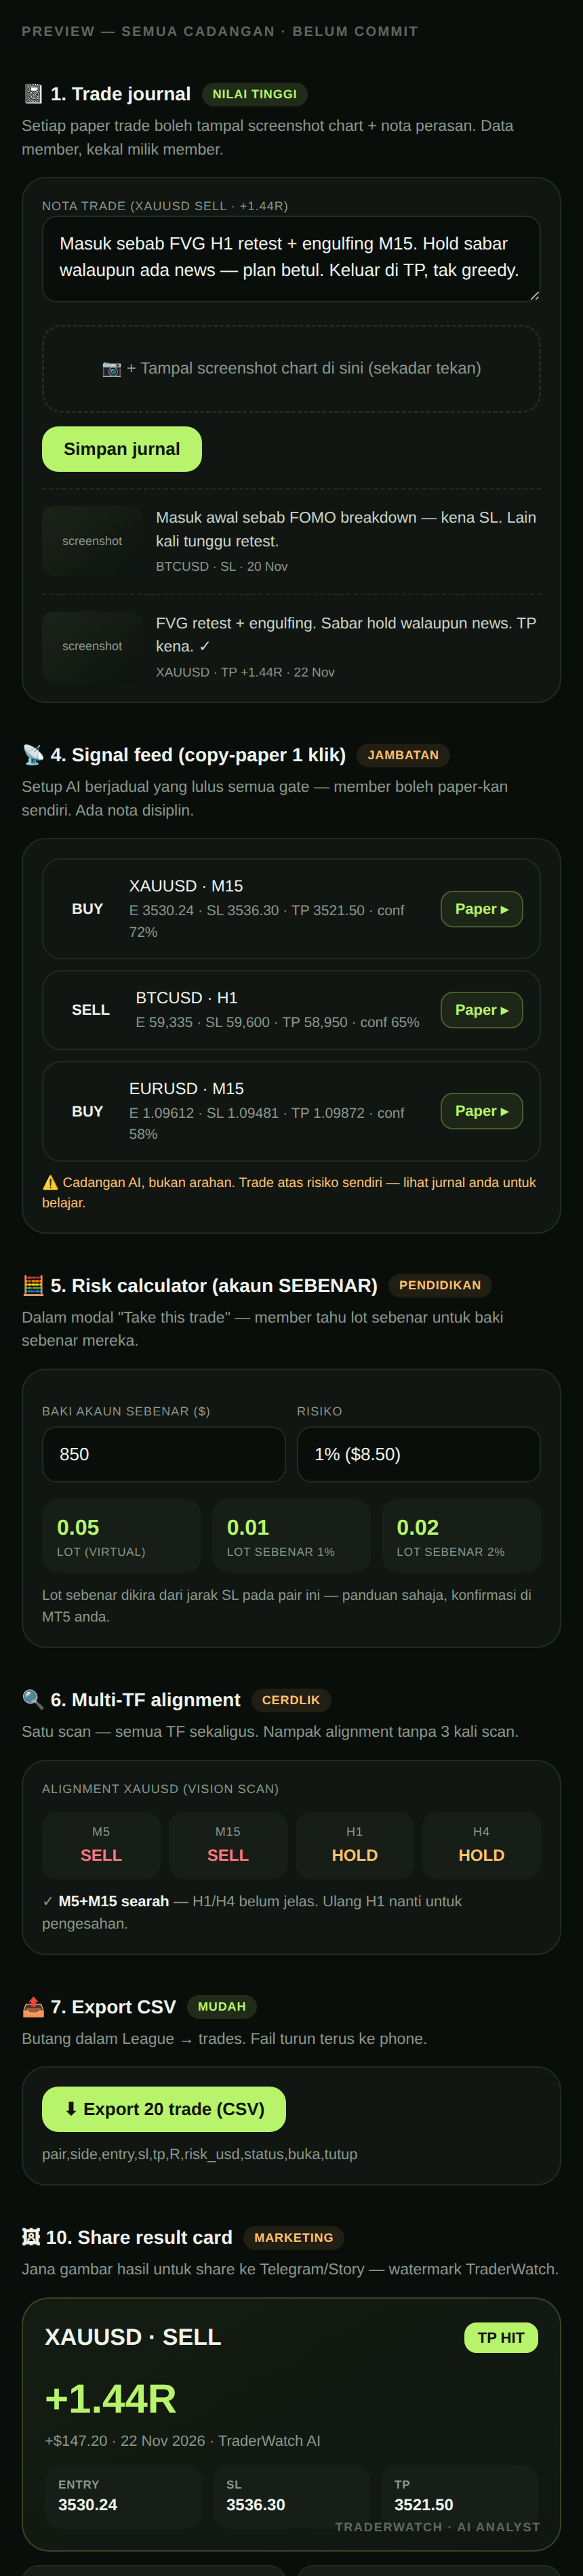 PREVIEW — SEMUA CADANGAN · BELUM COMMIT
📓 1. Trade journal NILAI TINGGI
Setiap paper trade boleh tampal screenshot chart + nota perasan. Data
member, kekal milik member.
NOTA TRADE (XAUUSD SELL · +1.44R)
Masuk sebab FVG H1 retest + engulfing M15. Hold sabar
walaupun ada news — plan betul. Keluar di TP, tak greedy.
📷 + Tampal screenshot chart di sini (sekadar tekan)
Simpan jurnal
screenshot
Masuk awal sebab FOMO breakdown — kena SL. Lain
kali tunggu retest.
BTCUSD · SL · 20 Nov
screenshot
FVG retest + engulfing. Sabar hold walaupun news. TP
kena. ✓
XAUUSD · TP +1.44R · 22 Nov
📡 4. Signal feed (copy-paper 1 klik) JAMBATAN
Setup AI berjadual yang lulus semua gate — member boleh paper-kan
sendiri. Ada nota disiplin.
BUY
XAUUSD · M15
E 3530.24 · SL 3536.30 · TP 3521.50 · conf
72%
Paper ▸
SELL
BTCUSD · H1
E 59,335 · SL 59,600 · TP 58,950 · conf 65%
Paper ▸
BUY
EURUSD · M15
E 1.09612 · SL 1.09481 · TP 1.09872 · conf
58%
Paper ▸
⚠️ Cadangan AI, bukan arahan. Trade atas risiko sendiri — lihat jurnal anda untuk
belajar.
🧮 5. Risk calculator (akaun SEBENAR) PENDIDIKAN
Dalam modal "Take this trade" — member tahu lot sebenar untuk baki
sebenar mereka.
BAKI AKAUN SEBENAR ($) RISIKO
850 1% ($8.50)
0.05 0.01 0.02
LOT (VIRTUAL) LOT SEBENAR 1% LOT SEBENAR 2%
Lot sebenar dikira dari jarak SL pada pair ini — panduan sahaja, konfirmasi di
MT5 anda.
🔍 6. Multi-TF alignment CERDLIK
Satu scan — semua TF sekaligus. Nampak alignment tanpa 3 kali scan.
ALIGNMENT XAUUSD (VISION SCAN)
M5 M15 H1 H4
SELL SELL HOLD HOLD
✓ M5+M15 searah — H1/H4 belum jelas. Ulang H1 nanti untuk
pengesahan.
📤 7. Export CSV MUDAH
Butang dalam League → trades. Fail turun terus ke phone.
⬇ Export 20 trade (CSV)
pair,side,entry,sl,tp,R,risk_usd,status,buka,tutup
🖼 10. Share result card MARKETING
Jana gambar hasil untuk share ke Telegram/Story — watermark TraderWatch.
XAUUSD · SELL TP HIT
+1.44R
+$147.20 · 22 Nov 2026 · TraderWatch AI
ENTRY SL TP
3530.24 3536.30 3521.50
TRADERWATCH · AI ANALYST